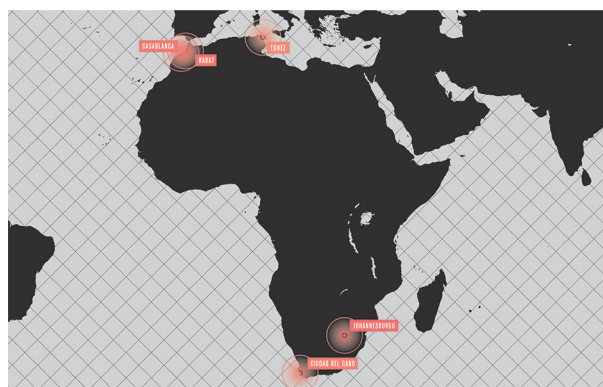 CASABLANCA
RABAT
TÚNEZ
JOHANNESBURGO
CIUDAD DEL CABO